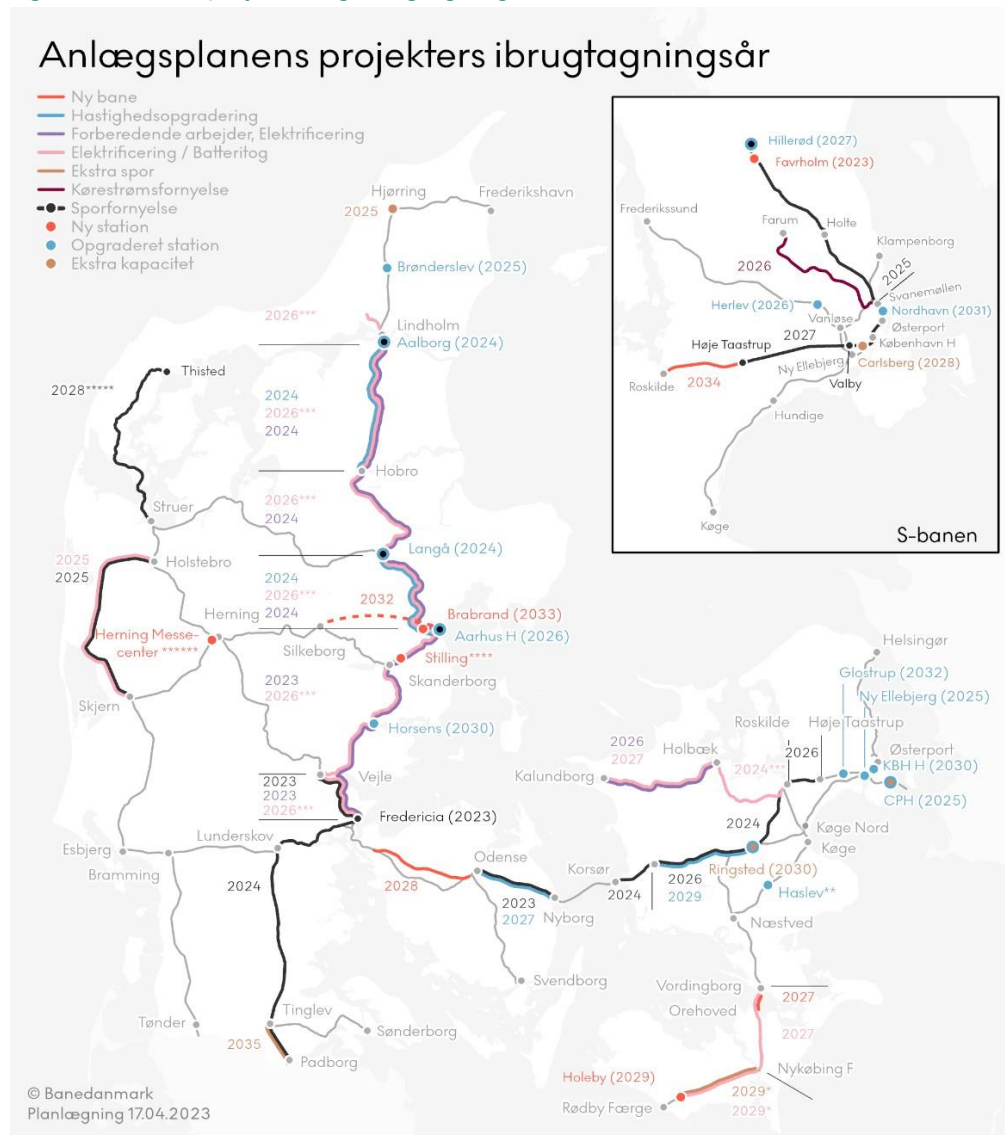 Anlægsplanens projekters ibrugtagningsår
Ny bane
Hastighedsopgradering
Forberedende arbejder, Elektrificering
Elektrificering / Batteritog
Ekstra spor
Kørestrømsfornyelse
Sporfornyelse
Ny station
Opgraderet station
Ekstra kapacitet
Hjørring
Frederikshavn
2025
Brønderslev (2025)
2026***
Lindholm
Aalborg (2024)
Thisted
2028*****
2024
2026***
2024
Hobro
2026***
2024
Struer
Langå (2024)
2025
2025
Holstebro
2024
2026***
2024
2032
Brabrand (2033)
Herning
Aarhus H (2026)
Herning Messe-
center ******
Silkeborg
Stilling****
Skanderborg
Skjern
2023
2026***
Horsens (2030)
Vejle
2023
2023
2026***
Fredericia (2023)
Lunderskov
Esbjerg
Bramming
2024
2028
Odense
2023
2027
Nyborg
Korsør
2024
2026
2029
Svendborg
Tinglev
Tønder
Sønderborg
2035
Padborg
Helsingør
Glostrup (2032)
Ny Ellebjerg (2025)
Roskilde
Høje Taastrup
2026
2027
Holbæk
Kalundborg
2024***
2026
Østerport
KBH H (2030)
CPH (2025)
2024
Køge Nord
Køge
Ringsted (2030)
Haslev**
Næstved
Vordingborg
Orehoved
2027
2027
Nykøbing F
Holeby (2029)
2029*
2029*
Rødby Færge
© Banedanmark
Planlægning 17.04.2023
Hillerød (2027)
Favrholm (2023)
Frederikssund
Farum
Holte
Klampenborg
2026
2025
Svanemøllen
Herlev (2026)
Nordhavn (2031)
Vanløse
Østerport
2027
København H
Høje Taastrup
Ny Ellebjerg
Carlsberg (2028)
Roskilde
2034
Valby
Hundige
Køge
S-banen